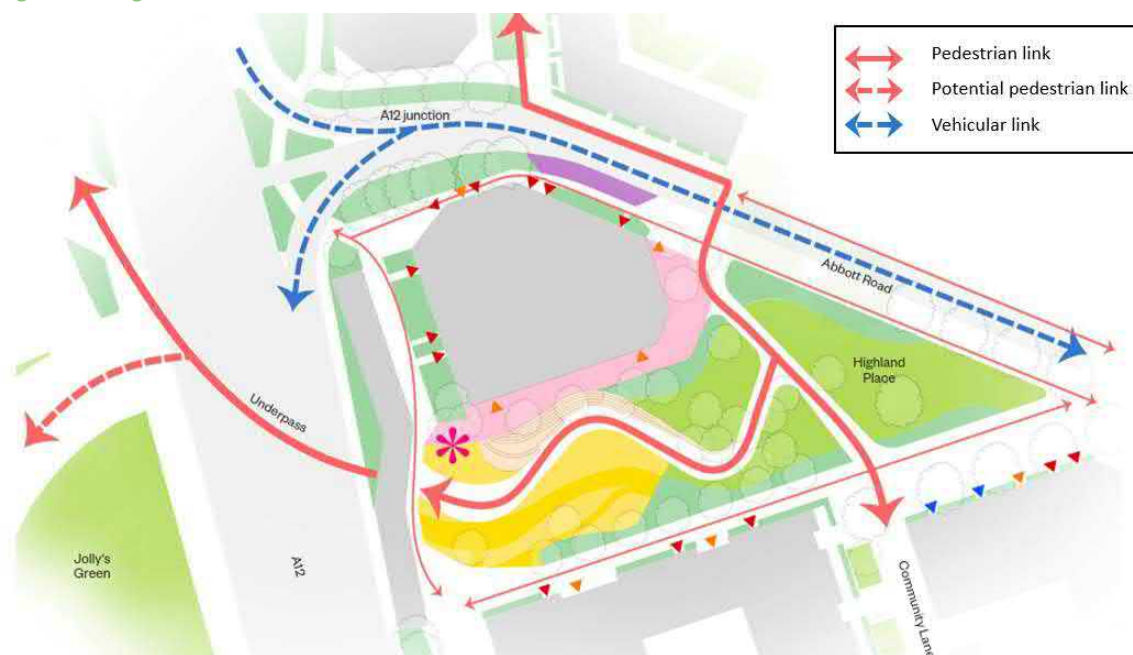 Pedestrian link
Potential pedestrian link
Vehicular link
A12 junction
Abbott Road
Highland
Place
Underpass
Jolly's
Green
A12
Community Lane